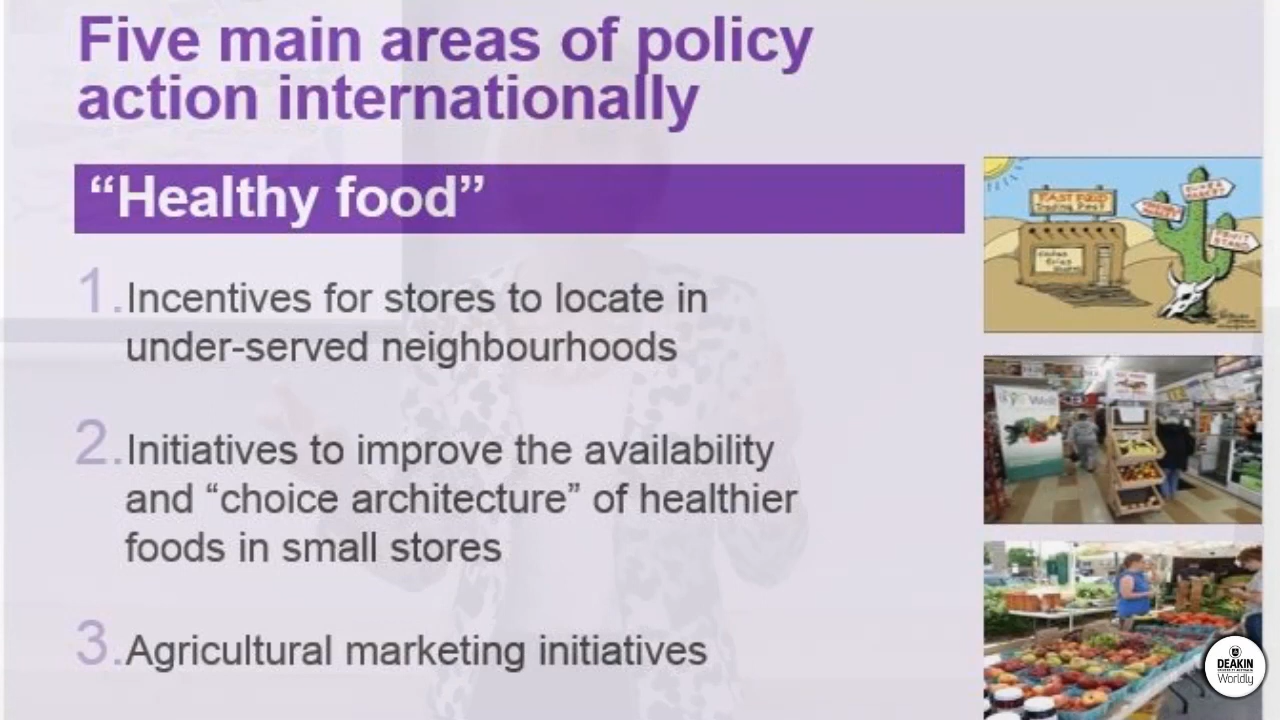 Five main areas of policy
action internationally
“Healthy food”
1.Incentives for stores to locate in
under-served neighbourhoods
2.Initiatives to improve the availability
and “choice architecture” of healthier
foods in small stores
3.Agricultural marketing initiatives
FAST FOOD
DEAKIN
Worldly